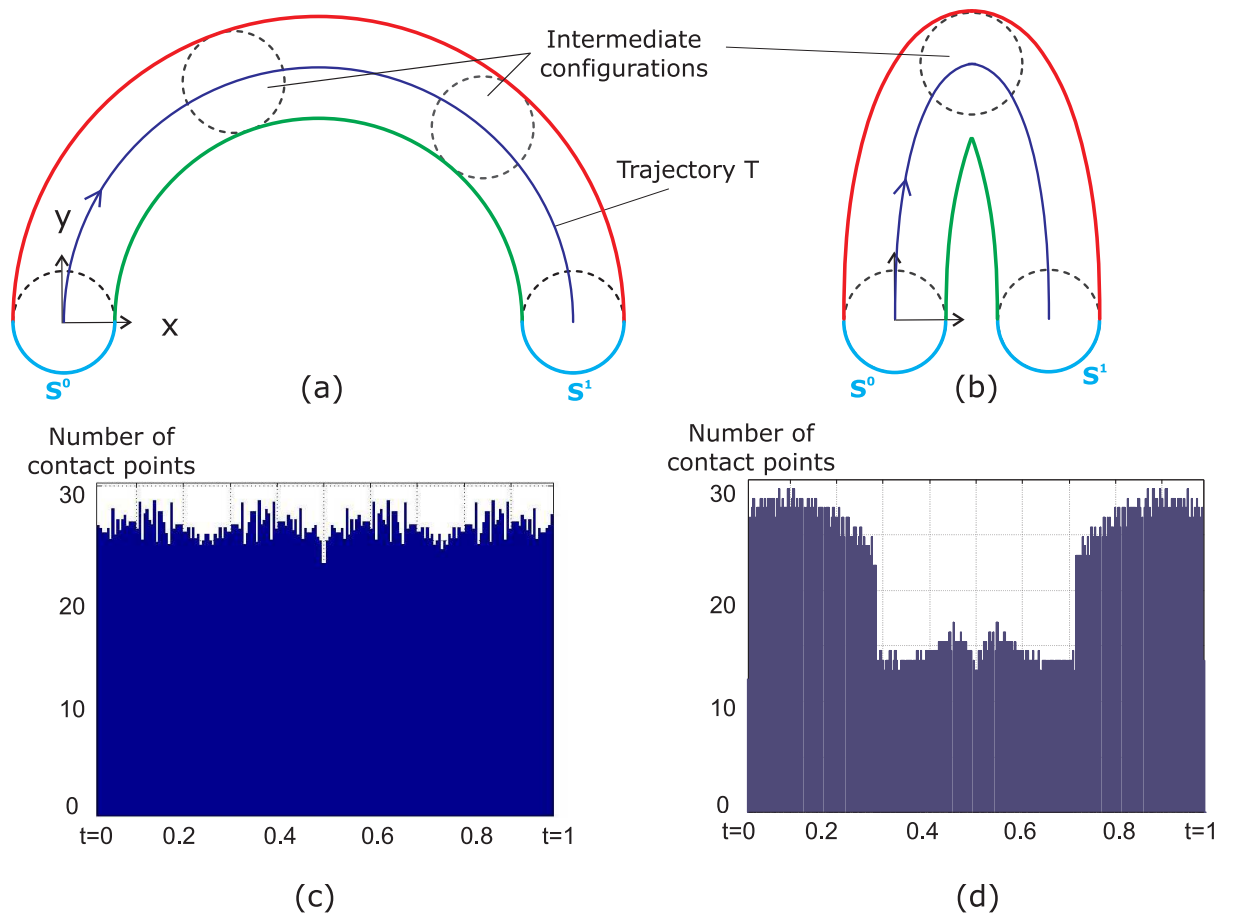 Intermediate
configurations
Trajectory T
y
x
S⁰
(a)
S¹
S⁰
(b)
S¹
Number of
contact points
30
20
10
0
t=0 0.2 0.4 0.6 0.8 t=1
(c)
Number of
contact points
30
20
10
0
t=0 0.2 0.4 0.6 0.8 t=1
(d)